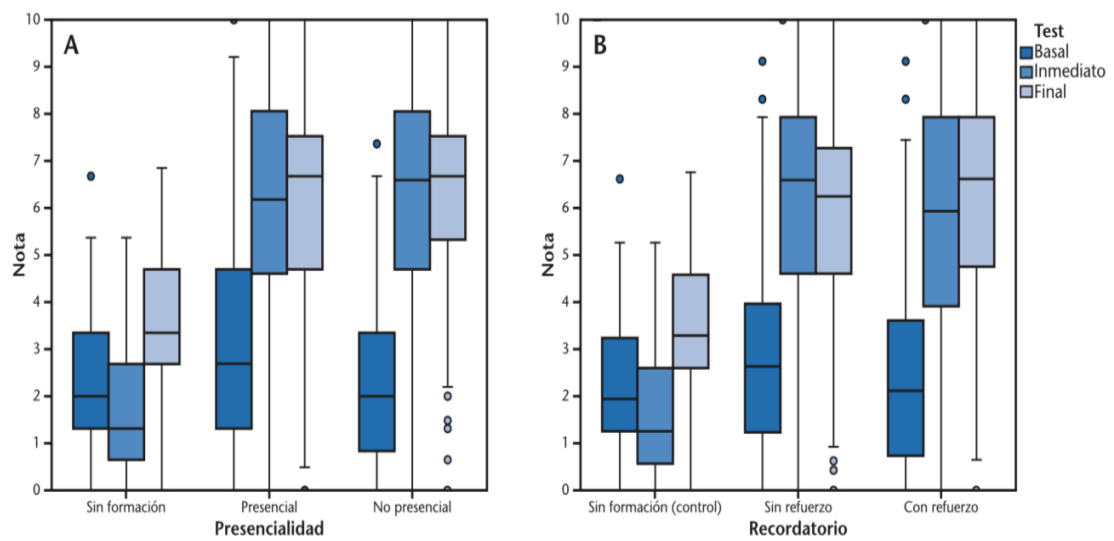 A
Nota
10
9
8
7
6
5
4
3
2
1
0
Sin formación
Presencial
No presencial
Presencialidad
B
Nota
10
9
8
7
6
5
4
3
2
1
0
Sin formación (control)
Sin refuerzo
Con refuerzo
Recordatorio
Test
Basal
Inmediato
Final